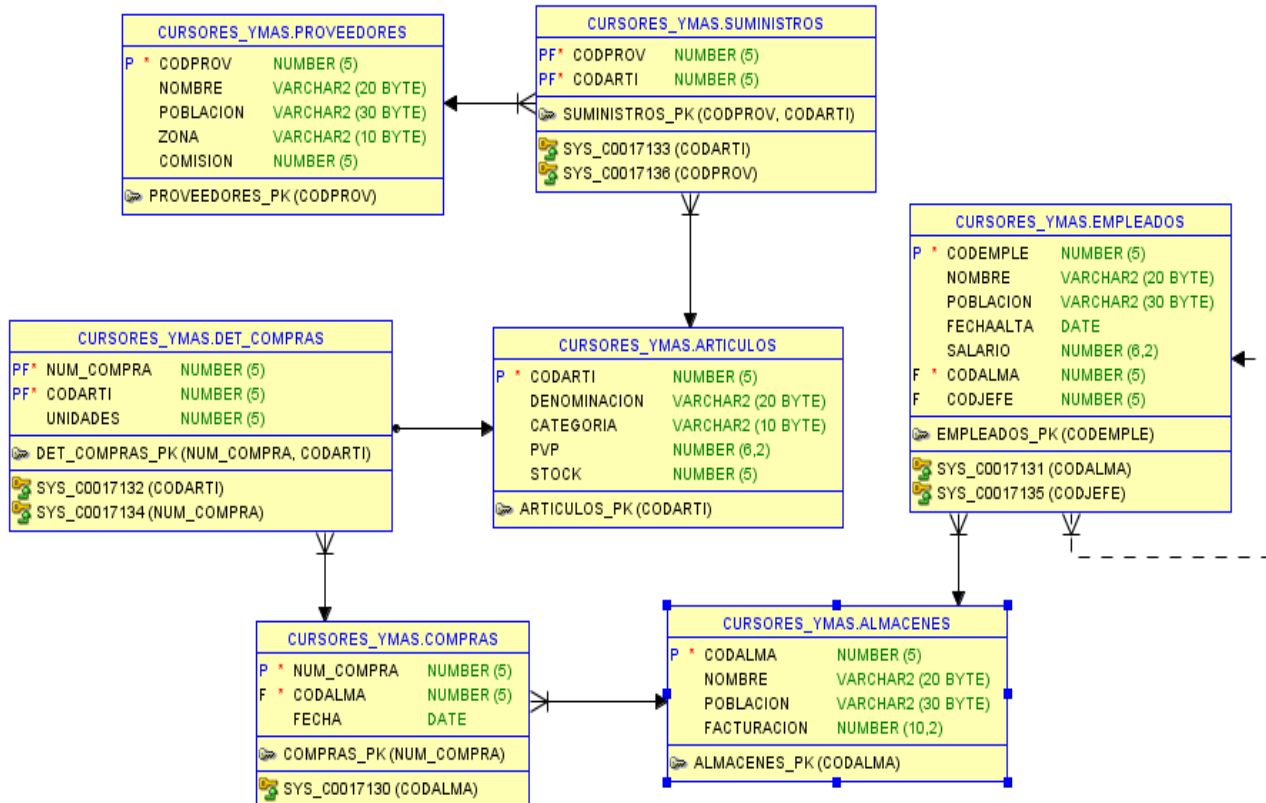 CURSORES_YMAS.PROVEEDORES
P * CODPROV NUMBER (5)
NOMBRE VARCHAR2 (20 BYTE)
POBLACION VARCHAR2 (30 BYTE)
ZONA VARCHAR2 (10 BYTE)
COMISION NUMBER (5)
PROVEEDORES_PK (CODPROV)
CURSORES_YMAS.SUMINISTROS
PF* CODPROV NUMBER (5)
PF* CODARTI NUMBER (5)
SUMINISTROS_PK (CODPROV, CODARTI)
SYS_C0017133 (CODARTI)
SYS_C0017136 (CODPROV)
CURSORES_YMAS.EMPLEADOS
P * CODEMPLE NUMBER (5)
NOMBRE VARCHAR2 (20 BYTE)
POBLACION VARCHAR2 (30 BYTE)
FECHAALTA DATE
SALARIO NUMBER (6,2)
F * CODALMA NUMBER (5)
F CODJEFE NUMBER (5)
EMPLEADOS_PK (CODEMPLE)
SYS_C0017131 (CODALMA)
SYS_C0017135 (CODJEFE)
CURSORES_YMAS.DET_COMPRAS
PF* NUM_COMPRA NUMBER (5)
PF* CODARTI NUMBER (5)
UNIDADES NUMBER (5)
DET_COMPRAS_PK (NUM_COMPRA, CODARTI)
SYS_C0017132 (CODARTI)
SYS_C0017134 (NUM_COMPRA)
CURSORES_YMAS.ARTICULOS
P * CODARTI NUMBER (5)
DENOMINACION VARCHAR2 (20 BYTE)
CATEGORIA VARCHAR2 (10 BYTE)
PVP NUMBER (6,2)
STOCK NUMBER (5)
ARTICULOS_PK (CODARTI)
CURSORES_YMAS.COMPRAS
P * NUM_COMPRA NUMBER (5)
F * CODALMA NUMBER (5)
FECHA DATE
COMPRAS_PK (NUM_COMPRA)
SYS_C0017130 (CODALMA)
CURSORES_YMAS.ALMACENES
P * CODALMA NUMBER (5)
NOMBRE VARCHAR2 (20 BYTE)
POBLACION VARCHAR2 (30 BYTE)
FACTURACION NUMBER (10,2)
ALMACENES_PK (CODALMA)